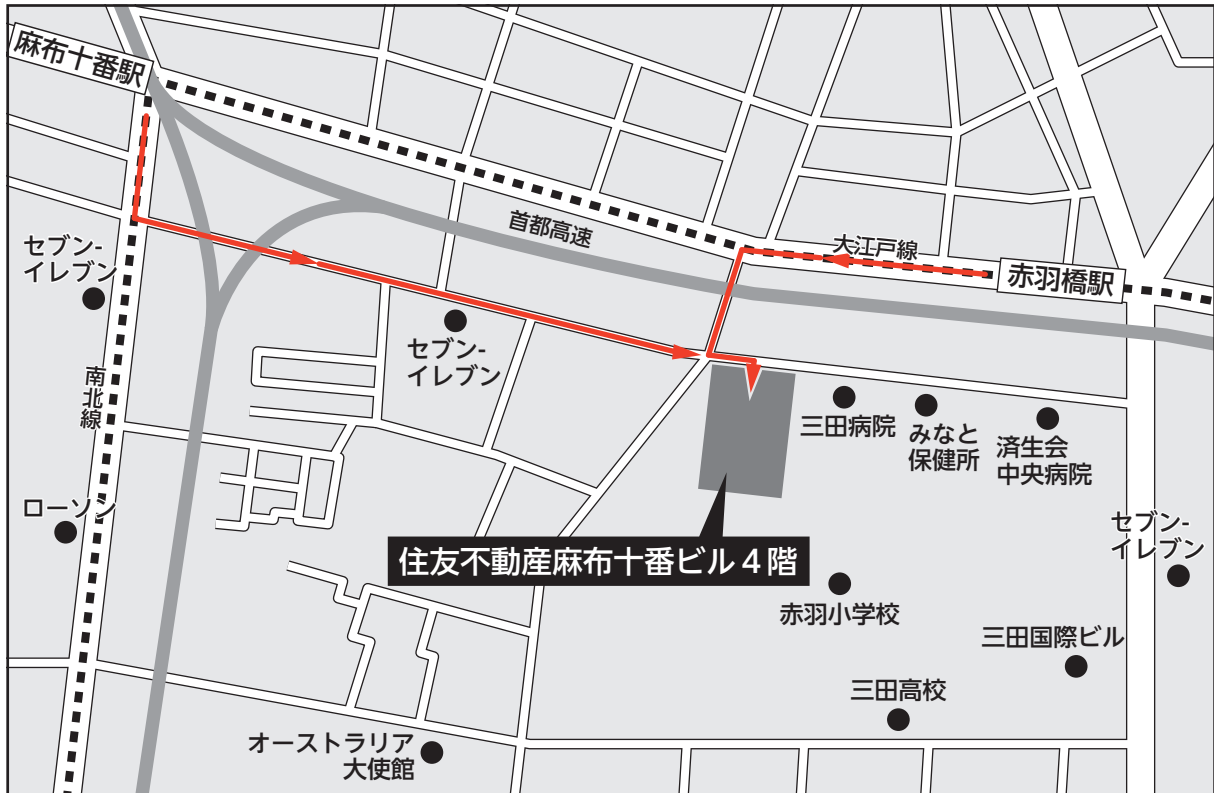 麻布十番駅
首都高速
大江戸線
赤羽橋駅
セブン-
イレブン
セブン-
イレブン
南北線
三田病院
みなと
保健所
済生会
中央病院
ローソン
セブン-
イレブン
住友不動産麻布十番ビル4階
赤羽小学校
三田国際ビル
三田高校
オーストラリア
大使館